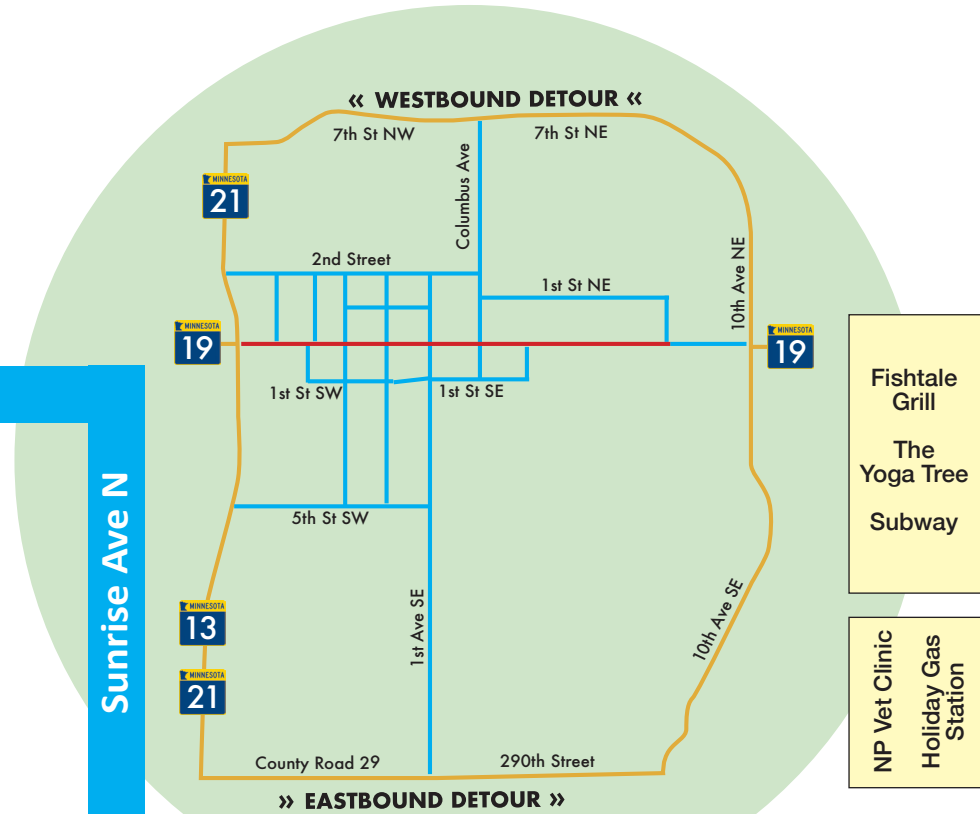 « WESTBOUND DETOUR «
7th St NW
7th St NE
MINNESOTA
21
Columbus Ave
2nd Street
1st St NE
10th Ave NE
MINNESOTA
19
MINNESOTA
19
1st St SW
1st St SE
Fishtale
Grill
The
Yoga Tree
Subway
Sunrise Ave N
5th St SW
MINNESOTA
13
1st Ave SE
10th Ave SE
MINNESOTA
21
NP Vet Clinic
Holiday Gas
Station
County Road 29
290th Street
» EASTBOUND DETOUR »